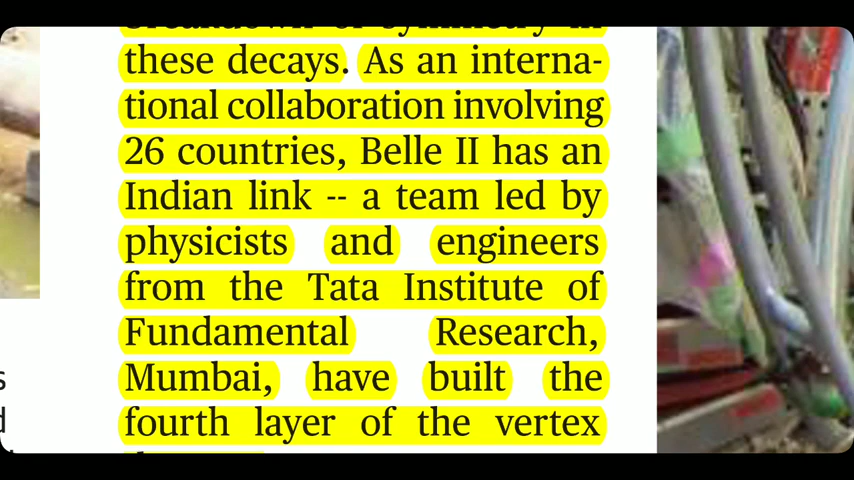 these decays. As an interna-
tional collaboration involving
26 countries, Belle II has an
Indian link -- a team led by
physicists and engineers
from the Tata Institute of
Fundamental Research,
Mumbai, have built the
fourth layer of the vertex